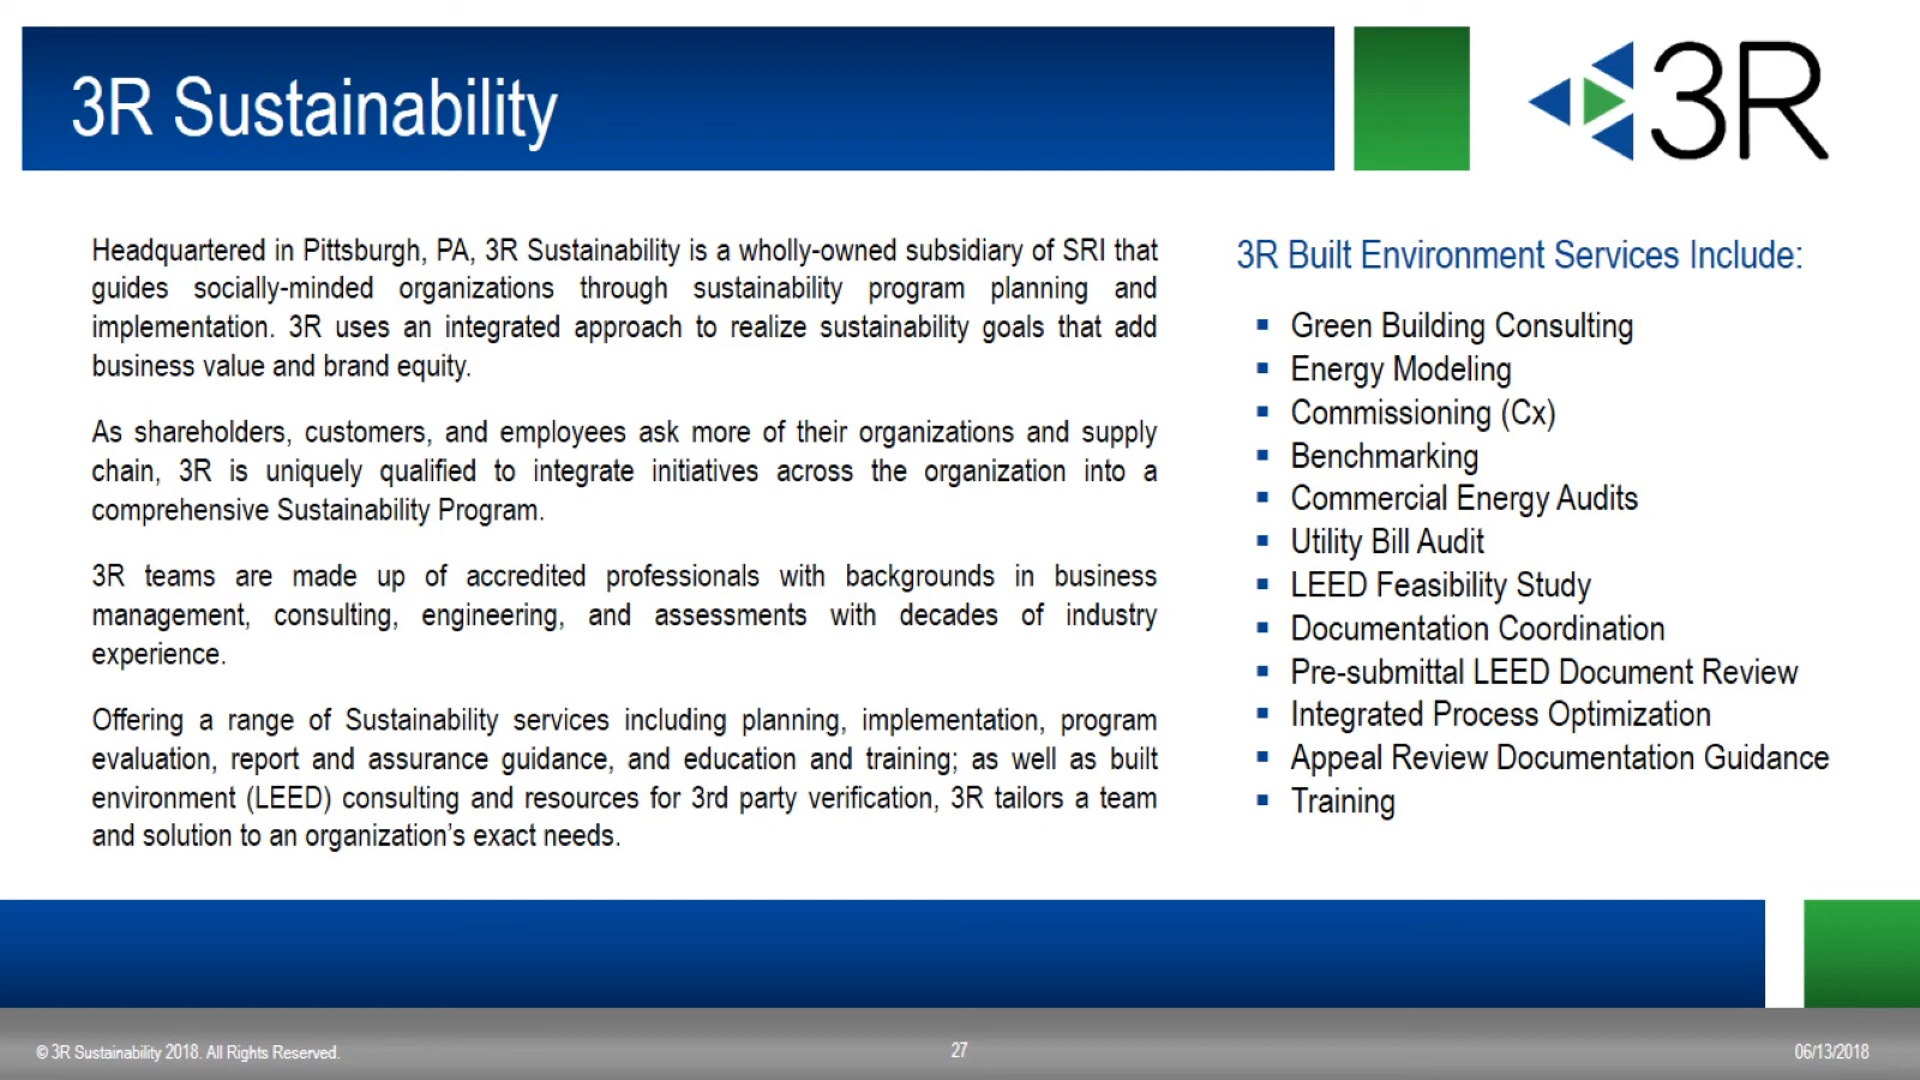 3R Sustainability
3R
Headquartered in Pittsburgh, PA, 3R Sustainability is a wholly-owned subsidiary of SRI that
guides socially-minded organizations through sustainability program planning and
implementation. 3R uses an integrated approach to realize sustainability goals that add
business value and brand equity.
As shareholders, customers, and employees ask more of their organizations and supply
chain, 3R is uniquely qualified to integrate initiatives across the organization into a
comprehensive Sustainability Program.
3R teams are made up of accredited professionals with backgrounds in business
management, consulting, engineering, and assessments with decades of industry
experience.
Offering a range of Sustainability services including planning, implementation, program
evaluation, report and assurance guidance, and education and training; as well as built
environment (LEED) consulting and resources for 3rd party verification, 3R tailors a team
and solution to an organization's exact needs.
3R Built Environment Services Include:
▪ Green Building Consulting
▪ Energy Modeling
▪ Commissioning (Cx)
▪ Benchmarking
▪ Commercial Energy Audits
▪ Utility Bill Audit
▪ LEED Feasibility Study
▪ Documentation Coordination
▪ Pre-submittal LEED Document Review
▪ Integrated Process Optimization
▪ Appeal Review Documentation Guidance
▪ Training
© 3R Sustainability 2018. All Rights Reserved.
27
06/13/2018